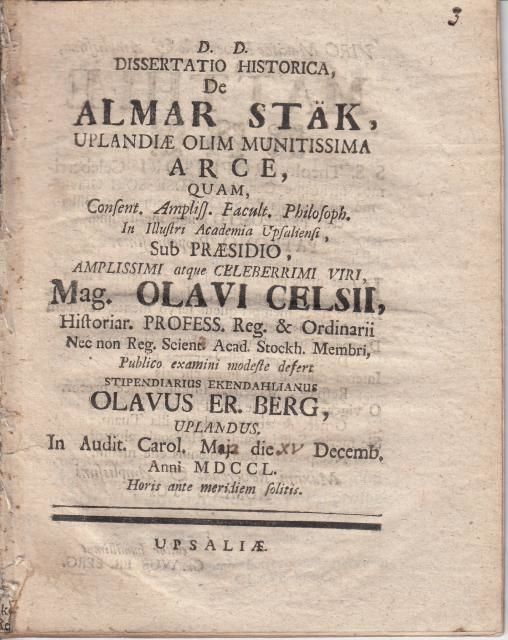 3
D. D.
DISSERTATIO HISTORICA,
De
ALMAR STÄK,
UPLANDIÆ OLIM MUNITISSIMA
ARCE,
QUAM,
Consent. Ampliss. Facult. Philosoph.
In Illustri Academia Upsaliensi,
Sub PRÆSIDIO,
AMPLISSIMI atque CELEBERRIMI VIRI,
Mag. OLAVI CELSII,
Historiar. PROFESS. Reg. & Ordinarii
Nec non Reg. Scient. Acad. Stockh. Membri,
Publico examini modeste defert
STIPENDIARIUS EKENDAHLIANUS
OLAVUS ER. BERG,
UPLANDUS.
In Audit. Carol. Maj. die XV Decemb.
Anni MDCCL.
Horis ante meridiem solitis.
UPSALIÆ.